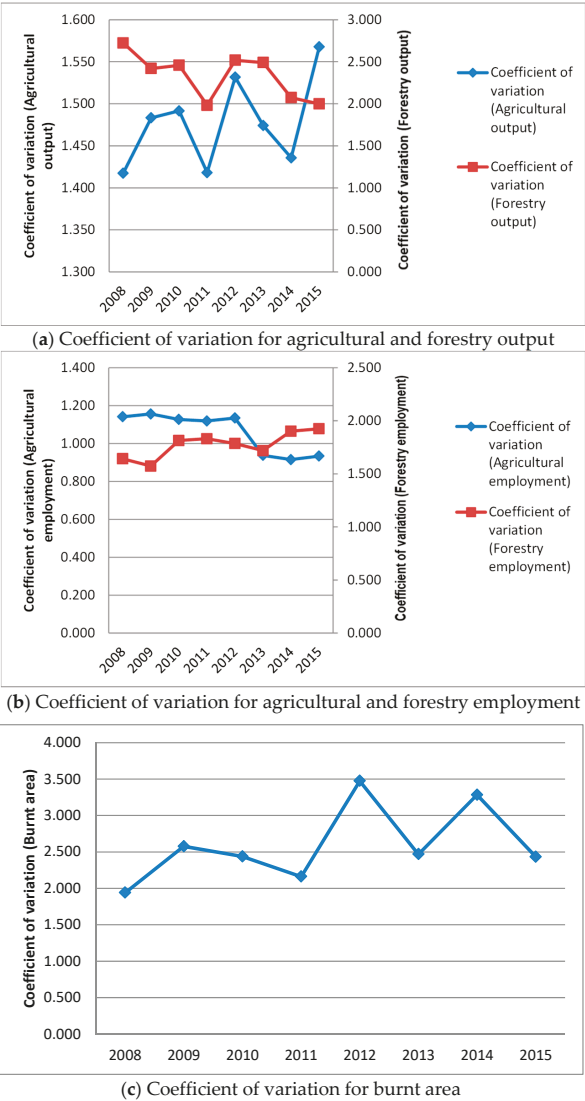 Coefficient of variation (Agricultural
output)
1.600
1.550
1.500
1.450
1.400
1.350
1.300
3.000
2.500
2.000
1.500
1.000
0.500
0.000
Coefficient of variation (Forestry output)
2008
2009
2010
2011
2012
2013
2014
2015
Coefficient of
variation
(Agricultural
output)
Coefficient of
variation
(Forestry
output)
(a) Coefficient of variation for agricultural and forestry output
Coefficient of variation (Agricultural
employment)
1.400
1.200
1.000
0.800
0.600
0.400
0.200
0.000
2.500
2.000
1.500
1.000
0.500
0.000
Coefficient of variation (Forestry employment)
2008
2009
2010
2011
2012
2013
2014
2015
Coefficient of
variation
(Agricultural
employment)
Coefficient of
variation
(Forestry
employment)
(b) Coefficient of variation for agricultural and forestry employment
Coefficient of variation (Burnt area)
4.000
3.500
3.000
2.500
2.000
1.500
1.000
0.500
0.000
2008 2009 2010 2011 2012 2013 2014 2015
(c) Coefficient of variation for burnt area